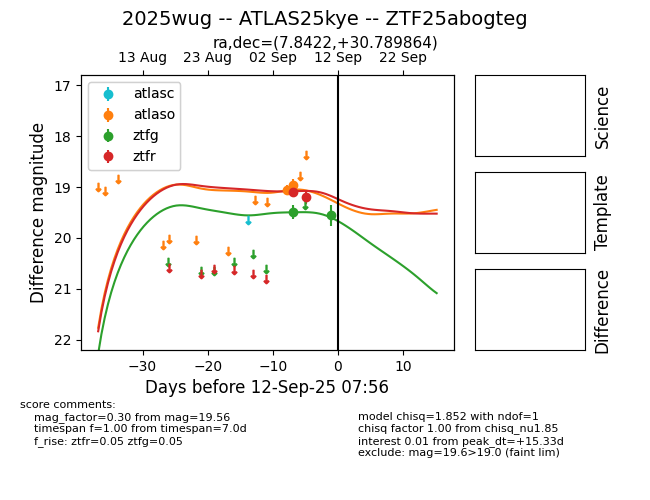 2025wug -- ATLAS25kye -- ZTF25abogteg
ra,dec=(7.8422,+30.789864)
13 Aug 23 Aug 02 Sep 12 Sep 22 Sep
atlasc
atlaso
ztfg
ztfr
17
18
19
20
21
22
Difference magnitude
−30 −20 −10 0 10
Days before 12-Sep-25 07:56
Science
Template
Difference
score comments:
mag_factor=0.30 from mag=19.56
timespan f=1.00 from timespan=7.0d
f_rise: ztfr=0.05 ztfg=0.05
model chisq=1.852 with ndof=1
chisq factor 1.00 from chisq_nu1.85
interest 0.01 from peak_dt=+15.33d
exclude: mag=19.6>19.0 (faint lim)